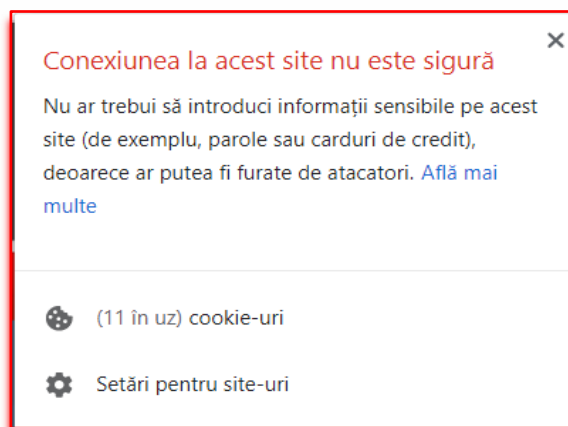 Conexiunea la acest site nu este sigură
Nu ar trebui să introduci informații sensibile pe acest
site (de exemplu, parole sau carduri de credit),
deoarece ar putea fi furate de atacatori. Află mai
multe
(11 în uz) cookie-uri
Setări pentru site-uri